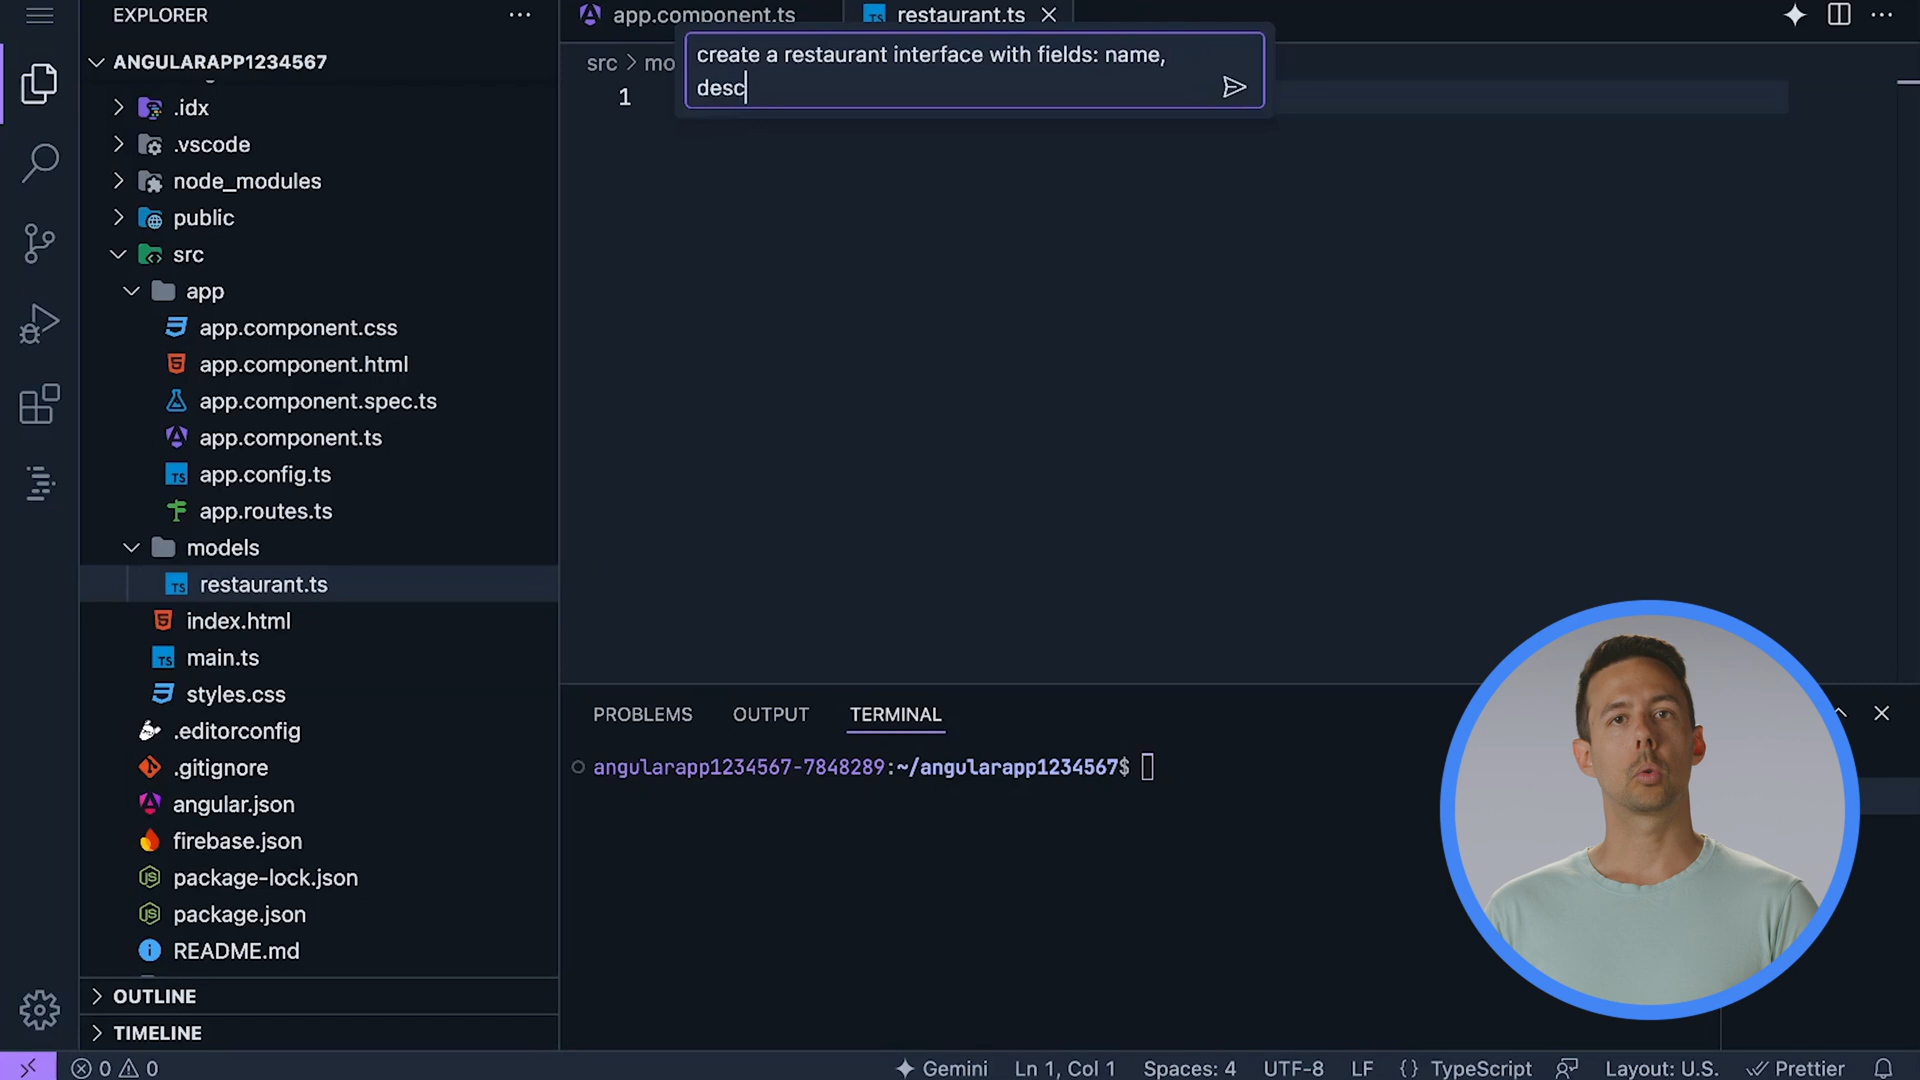 EXPLORER
ANGULARAPP1234567
.idx
.vscode
node_modules
public
src
app
app.component.css
app.component.html
app.component.spec.ts
app.component.ts
app.config.ts
app.routes.ts
models
restaurant.ts
index.html
main.ts
styles.css
.editorconfig
.gitignore
angular.json
firebase.json
package-lock.json
package.json
README.md
OUTLINE
TIMELINE
app.component.ts
restaurant.ts
src > mo
create a restaurant interface with fields: name,
desc
1
PROBLEMS OUTPUT TERMINAL
angularapp1234567-7848289:~/angularapp1234567$
0 0
Gemini Ln 1, Col 1 Spaces: 4 UTF-8 LF {} TypeScript Layout: U.S. Prettier